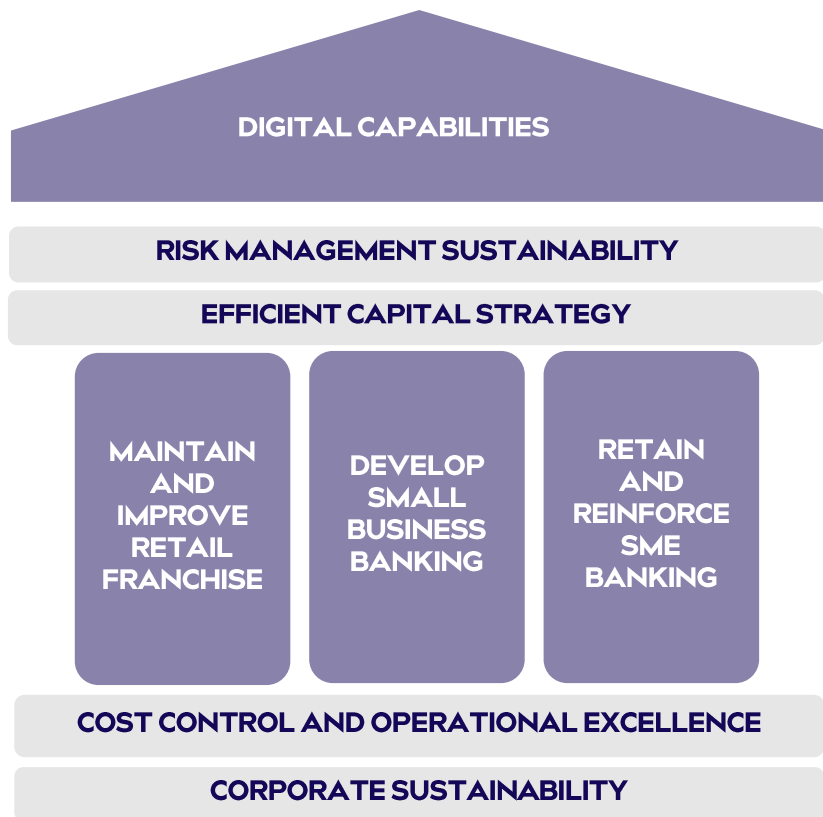 DIGITAL CAPABILITIES
RISK MANAGEMENT SUSTAINABILITY
EFFICIENT CAPITAL STRATEGY
MAINTAIN
AND
IMPROVE
RETAIL
FRANCHISE
DEVELOP
SMALL
BUSINESS
BANKING
RETAIN
AND
REINFORCE
SME
BANKING
COST CONTROL AND OPERATIONAL EXCELLENCE
CORPORATE SUSTAINABILITY